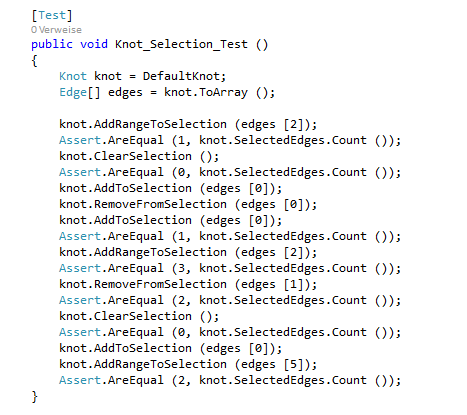 [Test]
0 Verweise
public void Knot_Selection_Test ()
{
    Knot knot = DefaultKnot;
    Edge[] edges = knot.ToArray ();

    knot.AddRangeToSelection (edges [2]);
    Assert.AreEqual (1, knot.SelectedEdges.Count ());
    knot.ClearSelection ();
    Assert.AreEqual (0, knot.SelectedEdges.Count ());
    knot.AddToSelection (edges [0]);
    knot.RemoveFromSelection (edges [0]);
    knot.AddToSelection (edges [0]);
    Assert.AreEqual (1, knot.SelectedEdges.Count ());
    knot.AddRangeToSelection (edges [2]);
    Assert.AreEqual (3, knot.SelectedEdges.Count ());
    knot.RemoveFromSelection (edges [1]);
    Assert.AreEqual (2, knot.SelectedEdges.Count ());
    knot.ClearSelection ();
    Assert.AreEqual (0, knot.SelectedEdges.Count ());
    knot.AddToSelection (edges [0]);
    knot.AddRangeToSelection (edges [5]);
    Assert.AreEqual (2, knot.SelectedEdges.Count ());
}